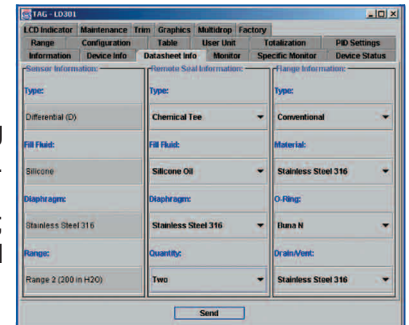 TAG - LD301
LCD Indicator Maintenance Trim Graphics Multidrop Factory
Range Configuration Table User Unit Totalization PID Settings
Information Device Info Datasheet Info Monitor Specific Monitor Device Status
Sensor Information: Remote Seal Information: Flange Information:
Type: Type: Type:
Differential (D) Chemical Tee Conventional
Fill Fluid: Fill Fluid: Material:
Silicone Silicone Oil Stainless Steel 316
Diaphragm: Diaphragm: O-Ring:
Stainless Steel 316 Stainless Steel 316 Buna N
Range: Quantity: Drain/Vent:
Range 2 (200 in H2O) Two Stainless Steel 316
Send